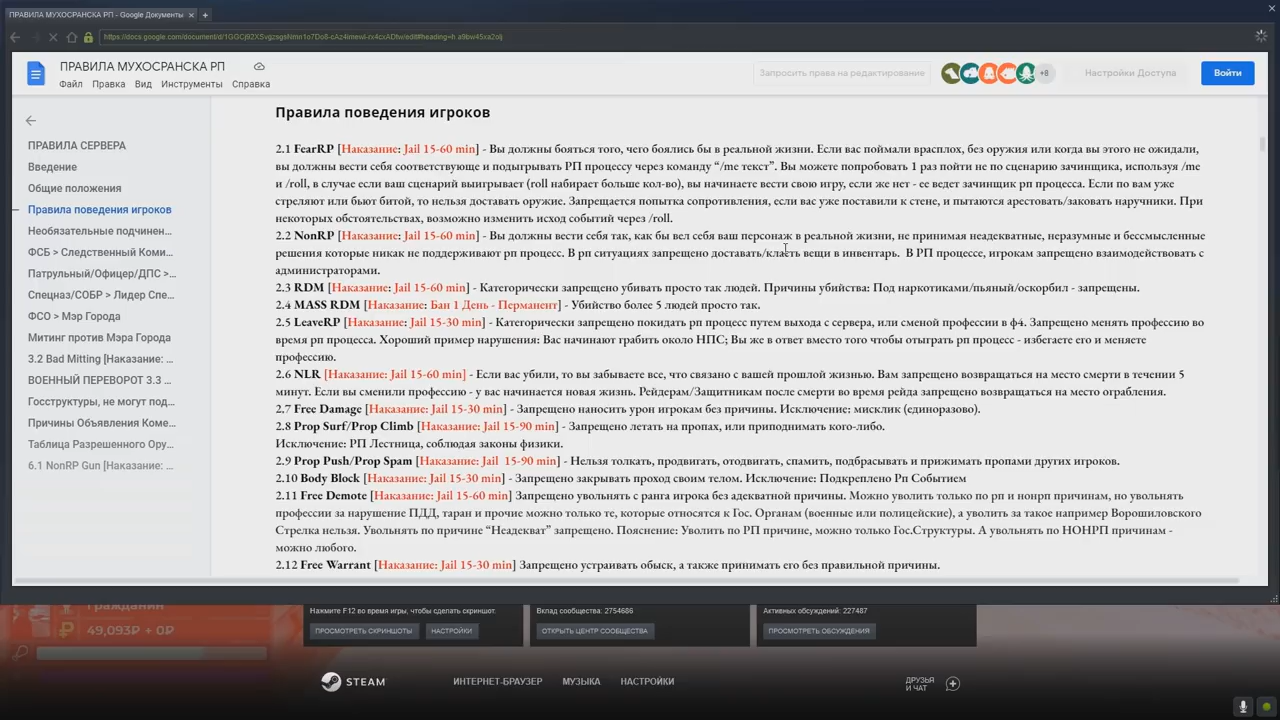 ПРАВИЛА МУХОСРАНСКА РП - Google Документы
ПРАВИЛА МУХОСРАНСКА РП
Файл Правка Вид Инструменты Справка
Запросить права на редактирование
+8
Настройки Доступа
Войти
ПРАВИЛА СЕРВЕРА
Введение
Общие положения
Правила поведения игроков
Необязательные подчинен...
ФСБ > Следственный Коми...
Патрульный/Офицер/ДПС >...
Спецназ/СОБР > Лидер Спе...
ФСО > Мэр Города
Митинг против Мэра Города
3.2 Bad Mitting [Наказание: ...
ВОЕННЫЙ ПЕРЕВОРОТ 3.3 ...
Госструктуры, не могут под...
Причины Объявления Коме...
Таблица Разрешенного Ору...
6.1 NonRP Gun [Наказание: ...
Правила поведения игроков
2.1 FearRP [Наказание: Jail 15-60 min] - Вы должны бояться того, чего боялись бы в реальной жизни. Если вас поймали врасплох, без оружия или когда вы этого не ожидали,
вы должны вести себя соответствующе и подыгрывать РП процессу через команду “/me текст”. Вы можете попробовать 1 раз пойти не по сценарию зачинщика, используя /me
и /roll, в случае если ваш сценарий выигрывает (roll набирает больше кол-во), вы начинаете вести свою игру, если же нет - ее ведет зачинщик рп процесса. Если по вам уже
стреляют или бьют битой, то нельзя доставать оружие. Запрещается попытка сопротивления, если вас уже поставили к стене, и пытаются арестовать/заковать наручники. При
некоторых обстоятельствах, возможно изменить исход событий через /roll.
2.2 NonRP [Наказание: Jail 15-60 min] - Вы должны вести себя так, как бы вел себя ваш персонаж в реальной жизни, не принимая неадекватные, неразумные и бессмысленные
решения которые никак не поддерживают рп процесс. В рп ситуациях запрещено доставать/класть вещи в инвентарь. В РП процессе, игрокам запрещено взаимодействовать с
администраторами.
2.3 RDM [Наказание: Jail 15-60 min] - Категорически запрещено убивать просто так людей. Причины убийства: Под наркотиками/пьяный/оскорбил - запрещены.
2.4 MASS RDM [Наказание: Бан 1 День - Перманент] - Убийство более 5 людей просто так.
2.5 LeaveRP [Наказание: Jail 15-30 min] - Категорически запрещено покидать рп процесс путем выхода с сервера, или сменой профессии в ф4. Запрещено менять профессию во
время рп процесса. Хороший пример нарушения: Вас начинают грабить около НПС; Вы же в ответ вместо того чтобы отыграть рп процесс - избегаете его и меняете
профессию.
2.6 NLR [Наказание: Jail 15-60 min] - Если вас убили, то вы забываете все, что связано с вашей прошлой жизнью. Вам запрещено возвращаться на место смерти в течении 5
минут. Если вы сменили профессию - у вас начинается новая жизнь. Рейдерам/Защитникам после смерти во время рейда запрещено возвращаться на место ограбления.
2.7 Free Damage [Наказание: Jail 15-30 min] - Запрещено наносить урон игрокам без причины. Исключение: мисклик (единоразово).
2.8 Prop Surf/Prop Climb [Наказание: Jail 15-90 min] - Запрещено летать на пропах, или приподнимать кого-либо.
Исключение: РП Лестница, соблюдая законы физики.
2.9 Prop Push/Prop Spam [Наказание: Jail 15-90 min] - Нельзя толкать, продвигать, отодвигать, спамить, подбрасывать и прижимать пропами других игроков.
2.10 Body Block [Наказание: Jail 15-30 min] - Запрещено закрывать проход своим телом. Исключение: Подкреплено Рп Событием
2.11 Free Demote [Наказание: Jail 15-60 min] Запрещено увольнять с ранга игрока без адекватной причины. Можно уволить только по рп и нонрп причинам, но увольнять
профессии за нарушение ПДД, таран и прочие можно только те, которые относятся к Гос. Органам (военные или полицейские), а уволить за такое например Ворошиловского
Стрелка нельзя. Увольнять по причине “Неадекват” запрещено. Пояснение: Уволить по РП причине, можно только Гос.Структуры. А увольнять по НОНРП причинам -
можно любого.
2.12 Free Warrant [Наказание: Jail 15-30 min] Запрещено устраивать обыск, а также принимать его без правильной причины.
Гражданин
49,093₽ + 0₽
Нажмите F12 во время игры, чтобы сделать скриншот.
ПРОСМОТРЕТЬ СКРИНШОТЫ НАСТРОЙКИ
Вклад сообщества: 2754686
ОТКРЫТЬ ЦЕНТР СООБЩЕСТВА
Активных обсуждений: 227487
ПРОСМОТРЕТЬ ОБСУЖДЕНИЯ
STEAM
ИНТЕРНЕТ-БРАУЗЕР МУЗЫКА НАСТРОЙКИ
ДРУЗЬЯ
И ЧАТ